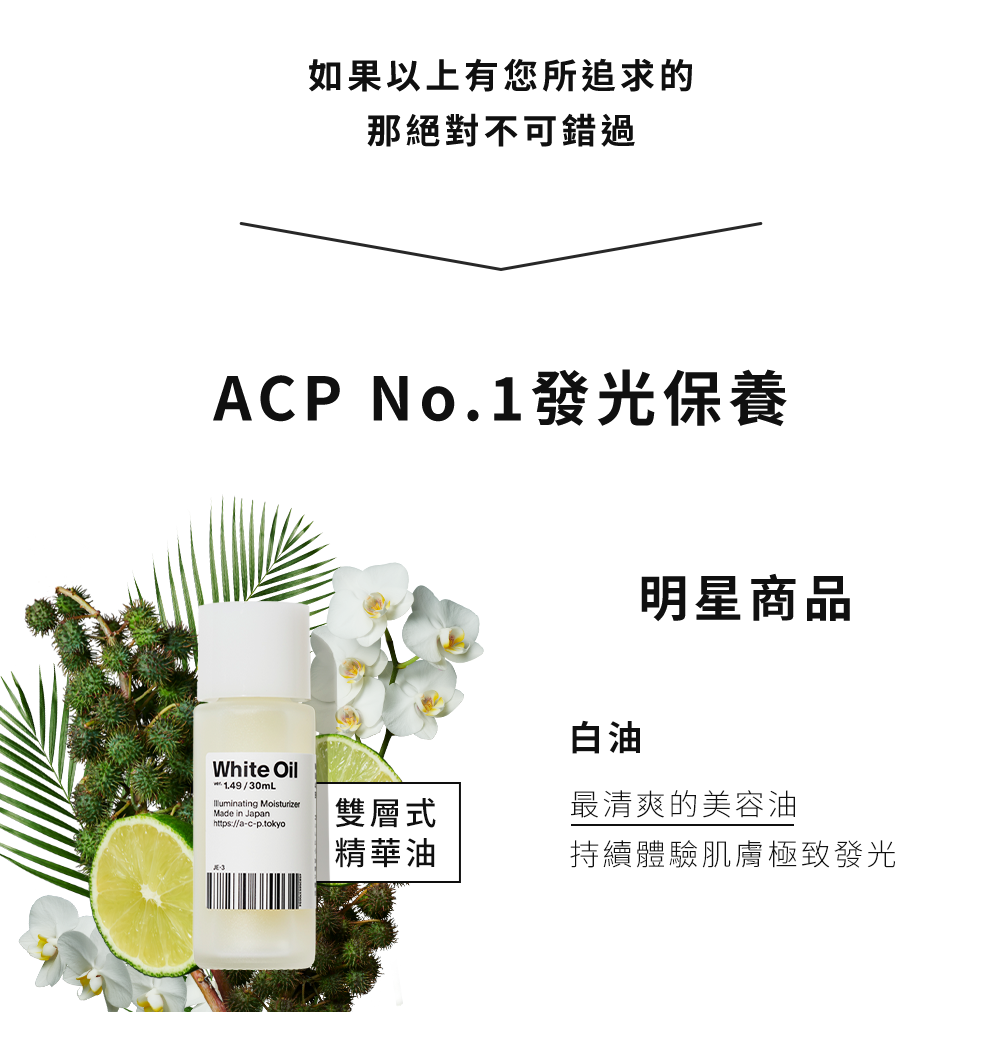 如果以上有您所追求的
那絕對不可錯過
ACP No.1發光保養
明星商品
白油
最清爽的美容油
持續體驗肌膚極致發光
White Oil
ver. 1.49 / 30mL
Illuminating Moisturizer
Made in Japan
https://a-c-p.tokyo
JE-3
雙層式
精華油